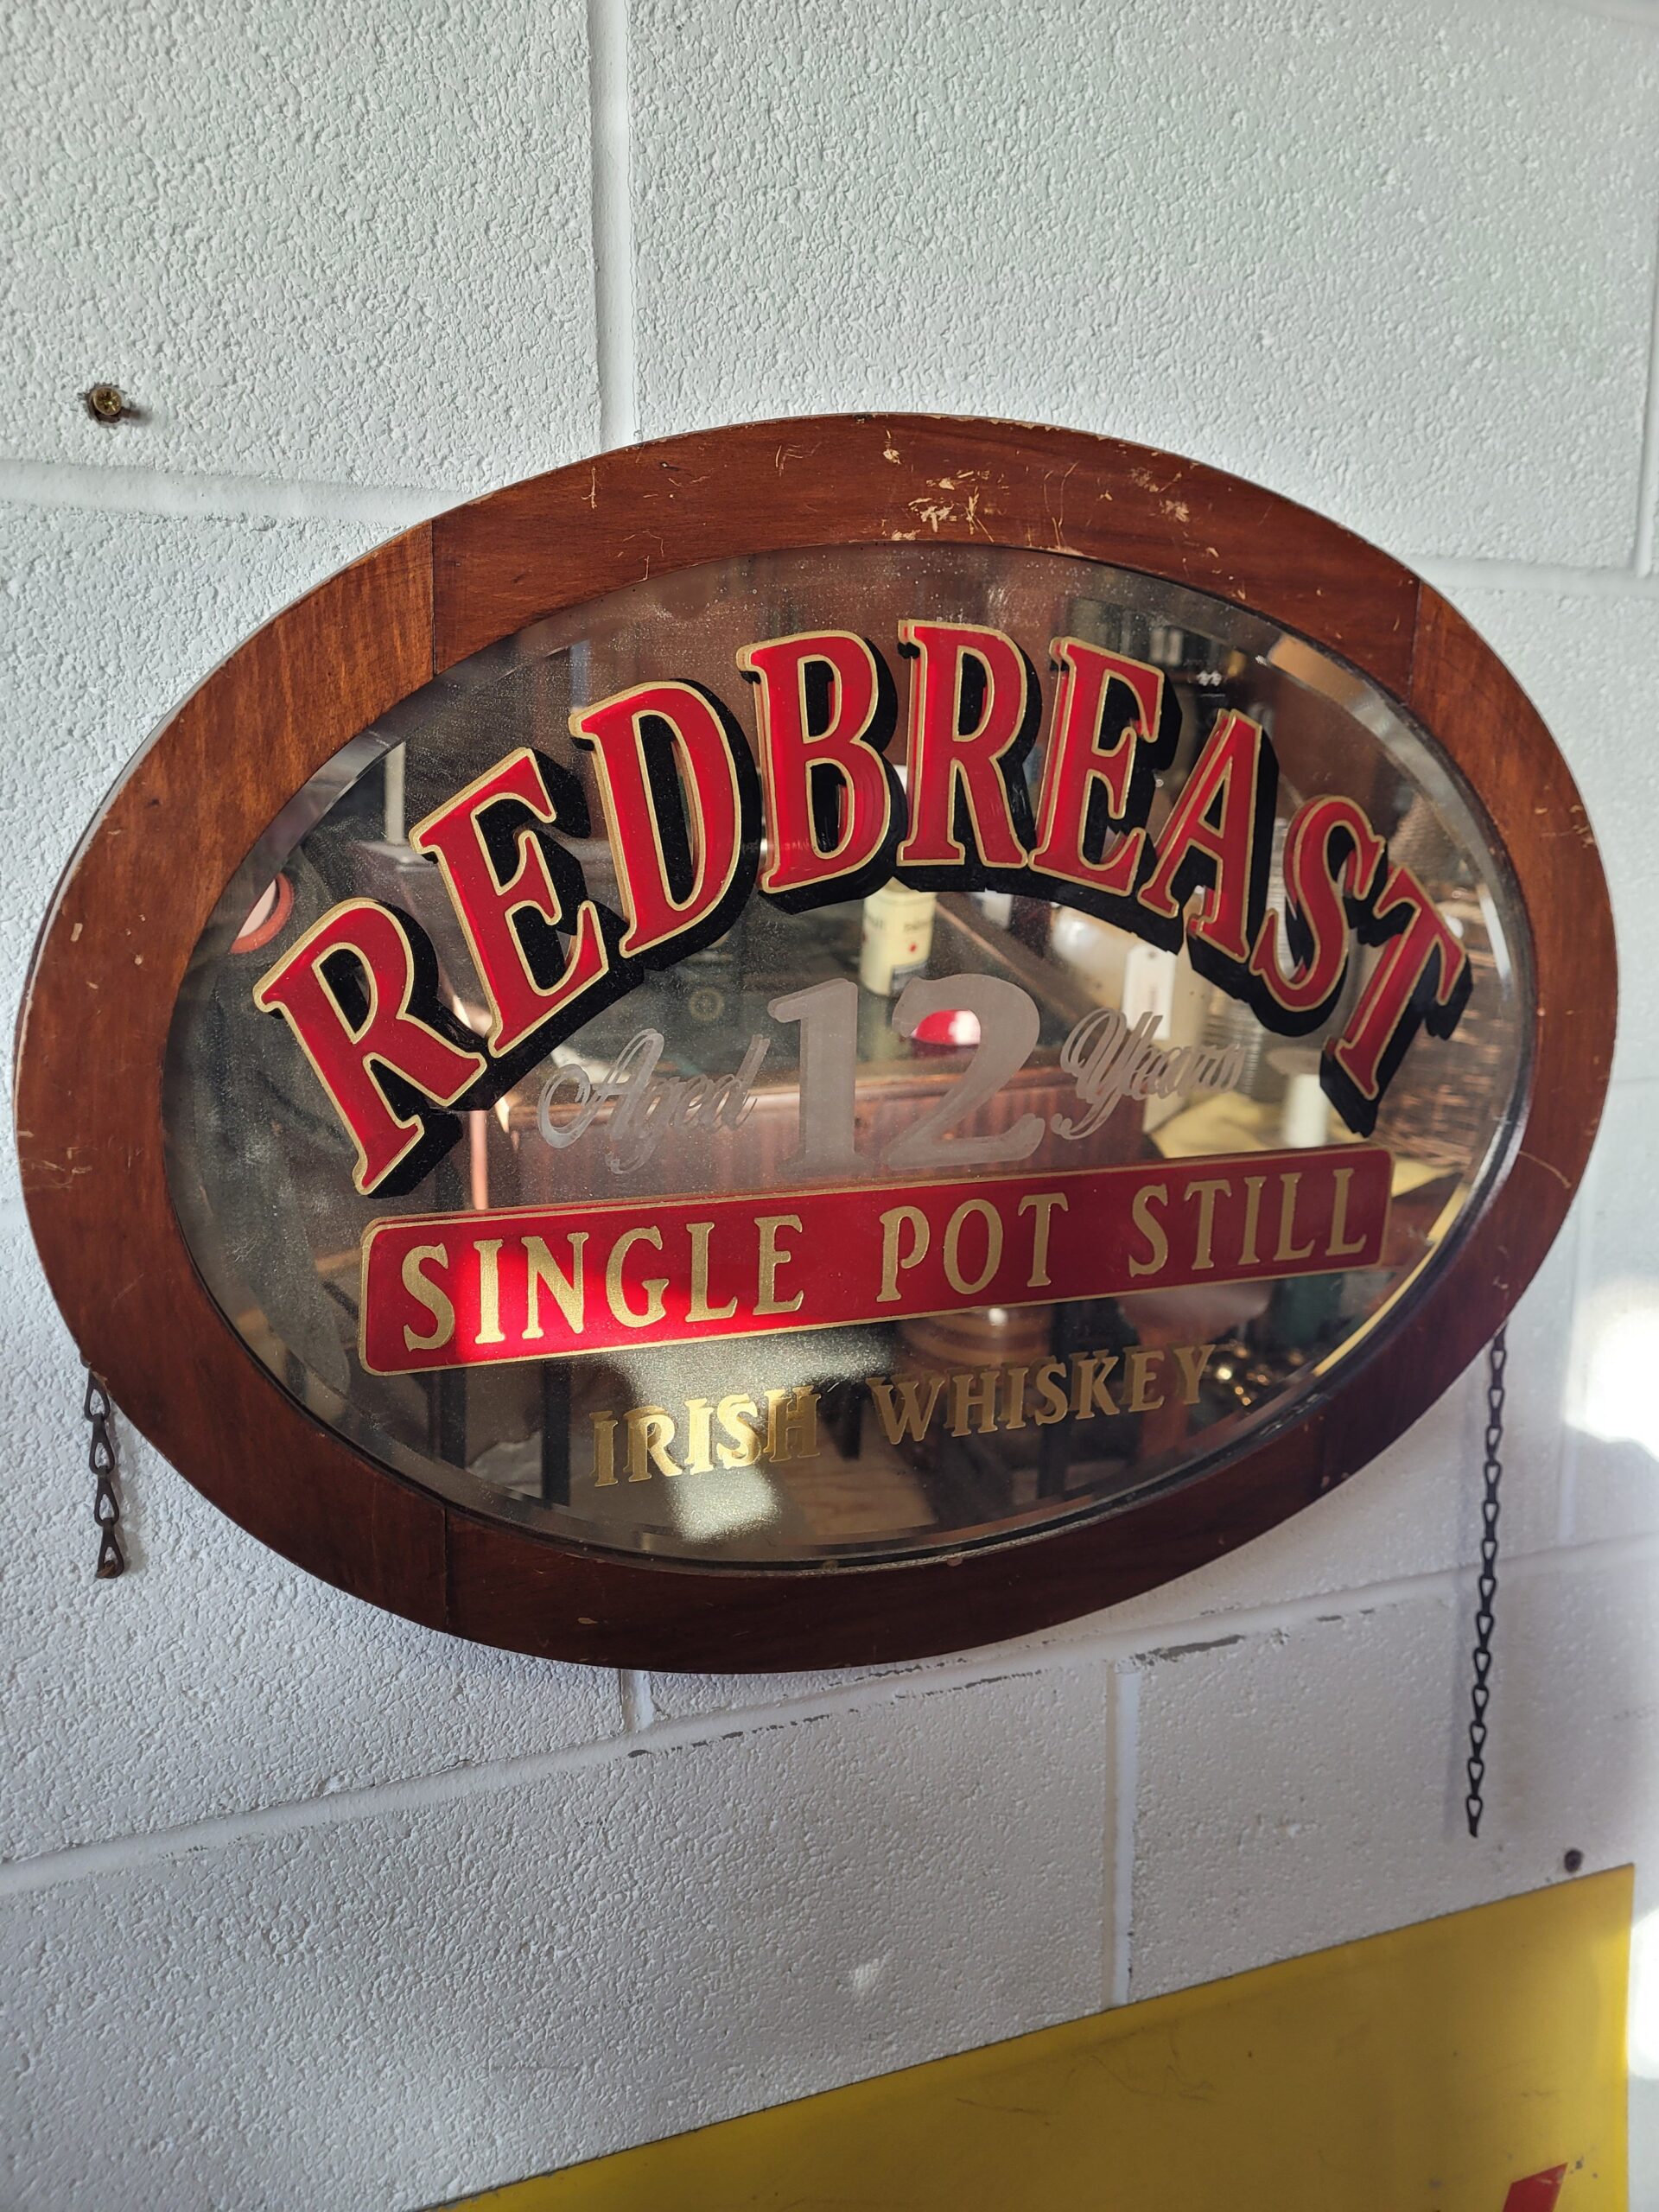 REDBREAST
Aged 12 Years
SINGLE POT STILL
IRISH WHISKEY